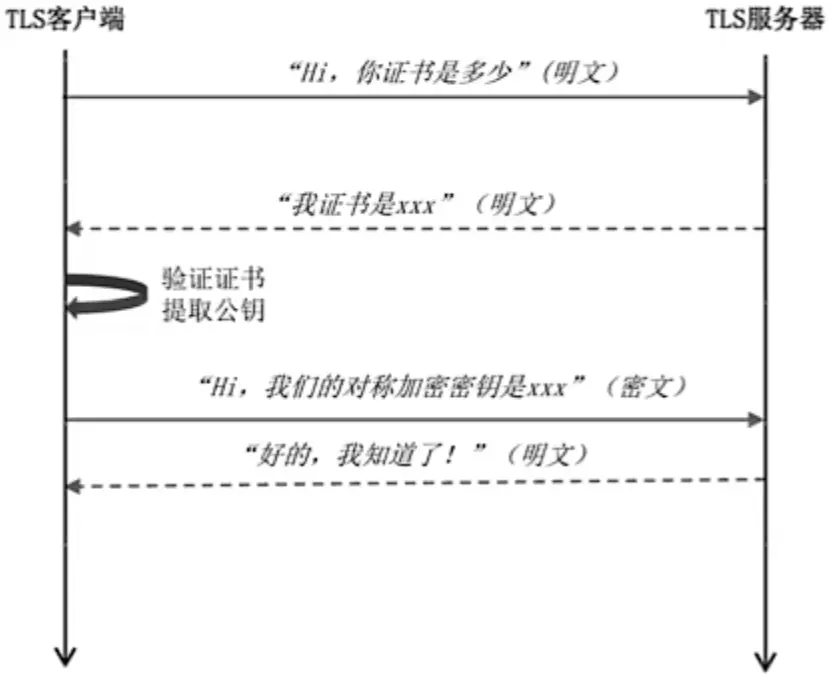 TLS客户端
TLS服务器
“Hi，你证书是多少”(明文）
“我证书是xxx”（明文）
验证证书
提取公钥
“Hi，我们的对称加密密钥是xxx”（密文）
“好的，我知道了！”（明文）